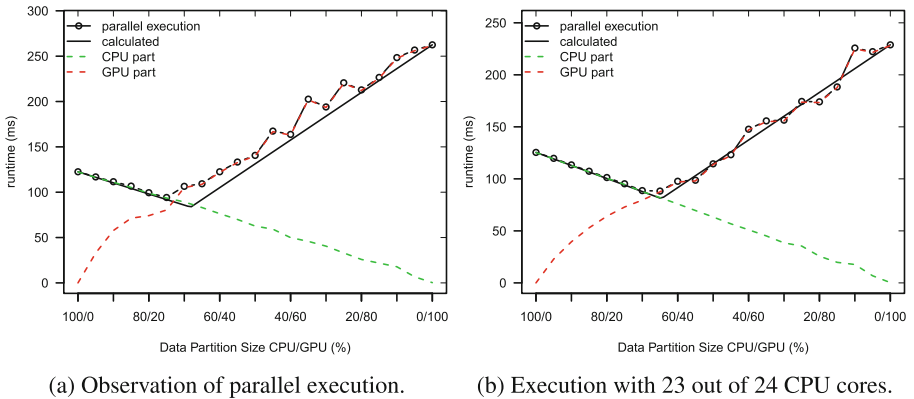 300
250
200
150
100
50
0
runtime (ms)
parallel execution
calculated
CPU part
GPU part
100/0 80/20 60/40 40/60 20/80 0/100
Data Partition Size CPU/GPU (%)
(a) Observation of parallel execution.
250
200
150
100
50
0
runtime (ms)
parallel execution
calculated
CPU part
GPU part
100/0 80/20 60/40 40/60 20/80 0/100
Data Partition Size CPU/GPU (%)
(b) Execution with 23 out of 24 CPU cores.